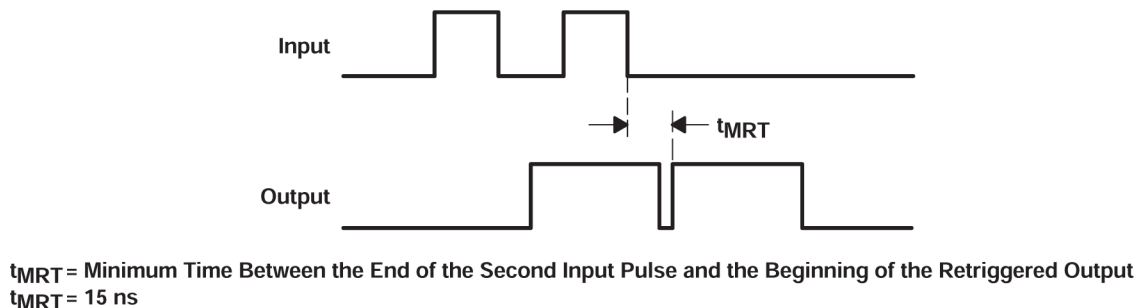 Input
tMRT
Output
tMRT = Minimum Time Between the End of the Second Input Pulse and the Beginning of the Retriggered Output
tMRT = 15 ns